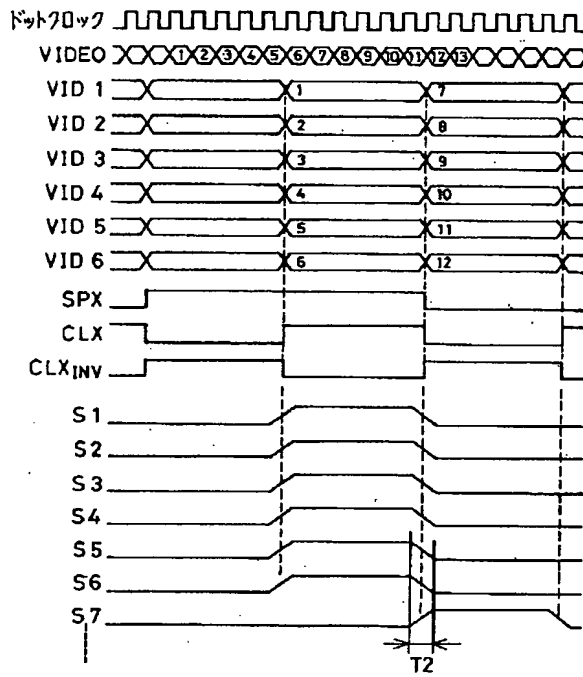 ドットクロック
VIDEO 1 2 3 4 5 6 7 8 9 10 11 12 13
VID 1 1 7
VID 2 2 8
VID 3 3 9
VID 4 4 10
VID 5 5 11
VID 6 6 12
SPX
CLX
CLXINV
S1
S2
S3
S4
S5
S6
S7
T2